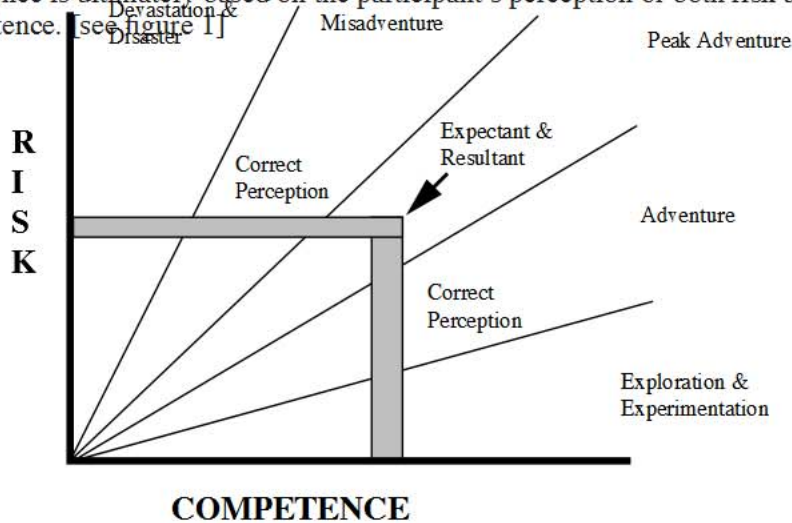 tence. [see figure 1]
Devastation &
Disaster
Misadventure
Peak Adventure
Expectant &
Resultant
Correct
Perception
Adventure
Correct
Perception
Exploration &
Experimentation
R
I
S
K
COMPETENCE